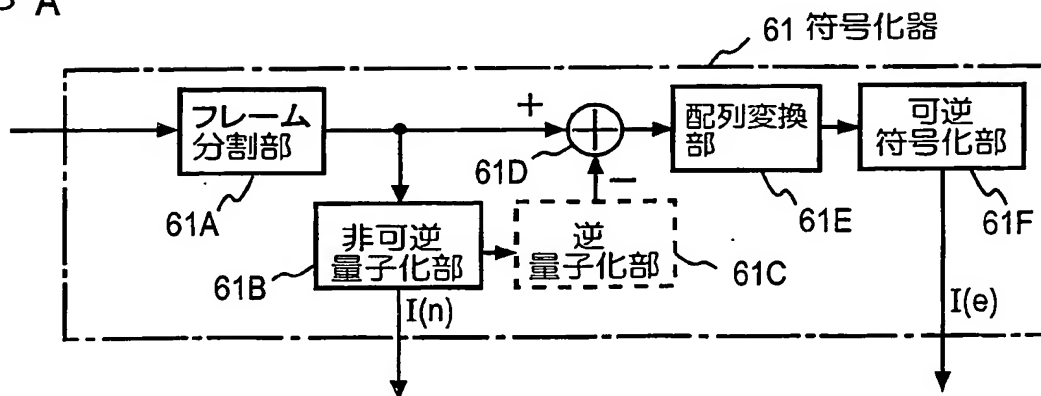 A
61 符号化器
フレーム
分割部
+
61D
配列変換
部
可逆
符号化部
61A
−
61E
61F
非可逆
量子化部
逆
量子化部
61B
61C
I(n)
I(e)